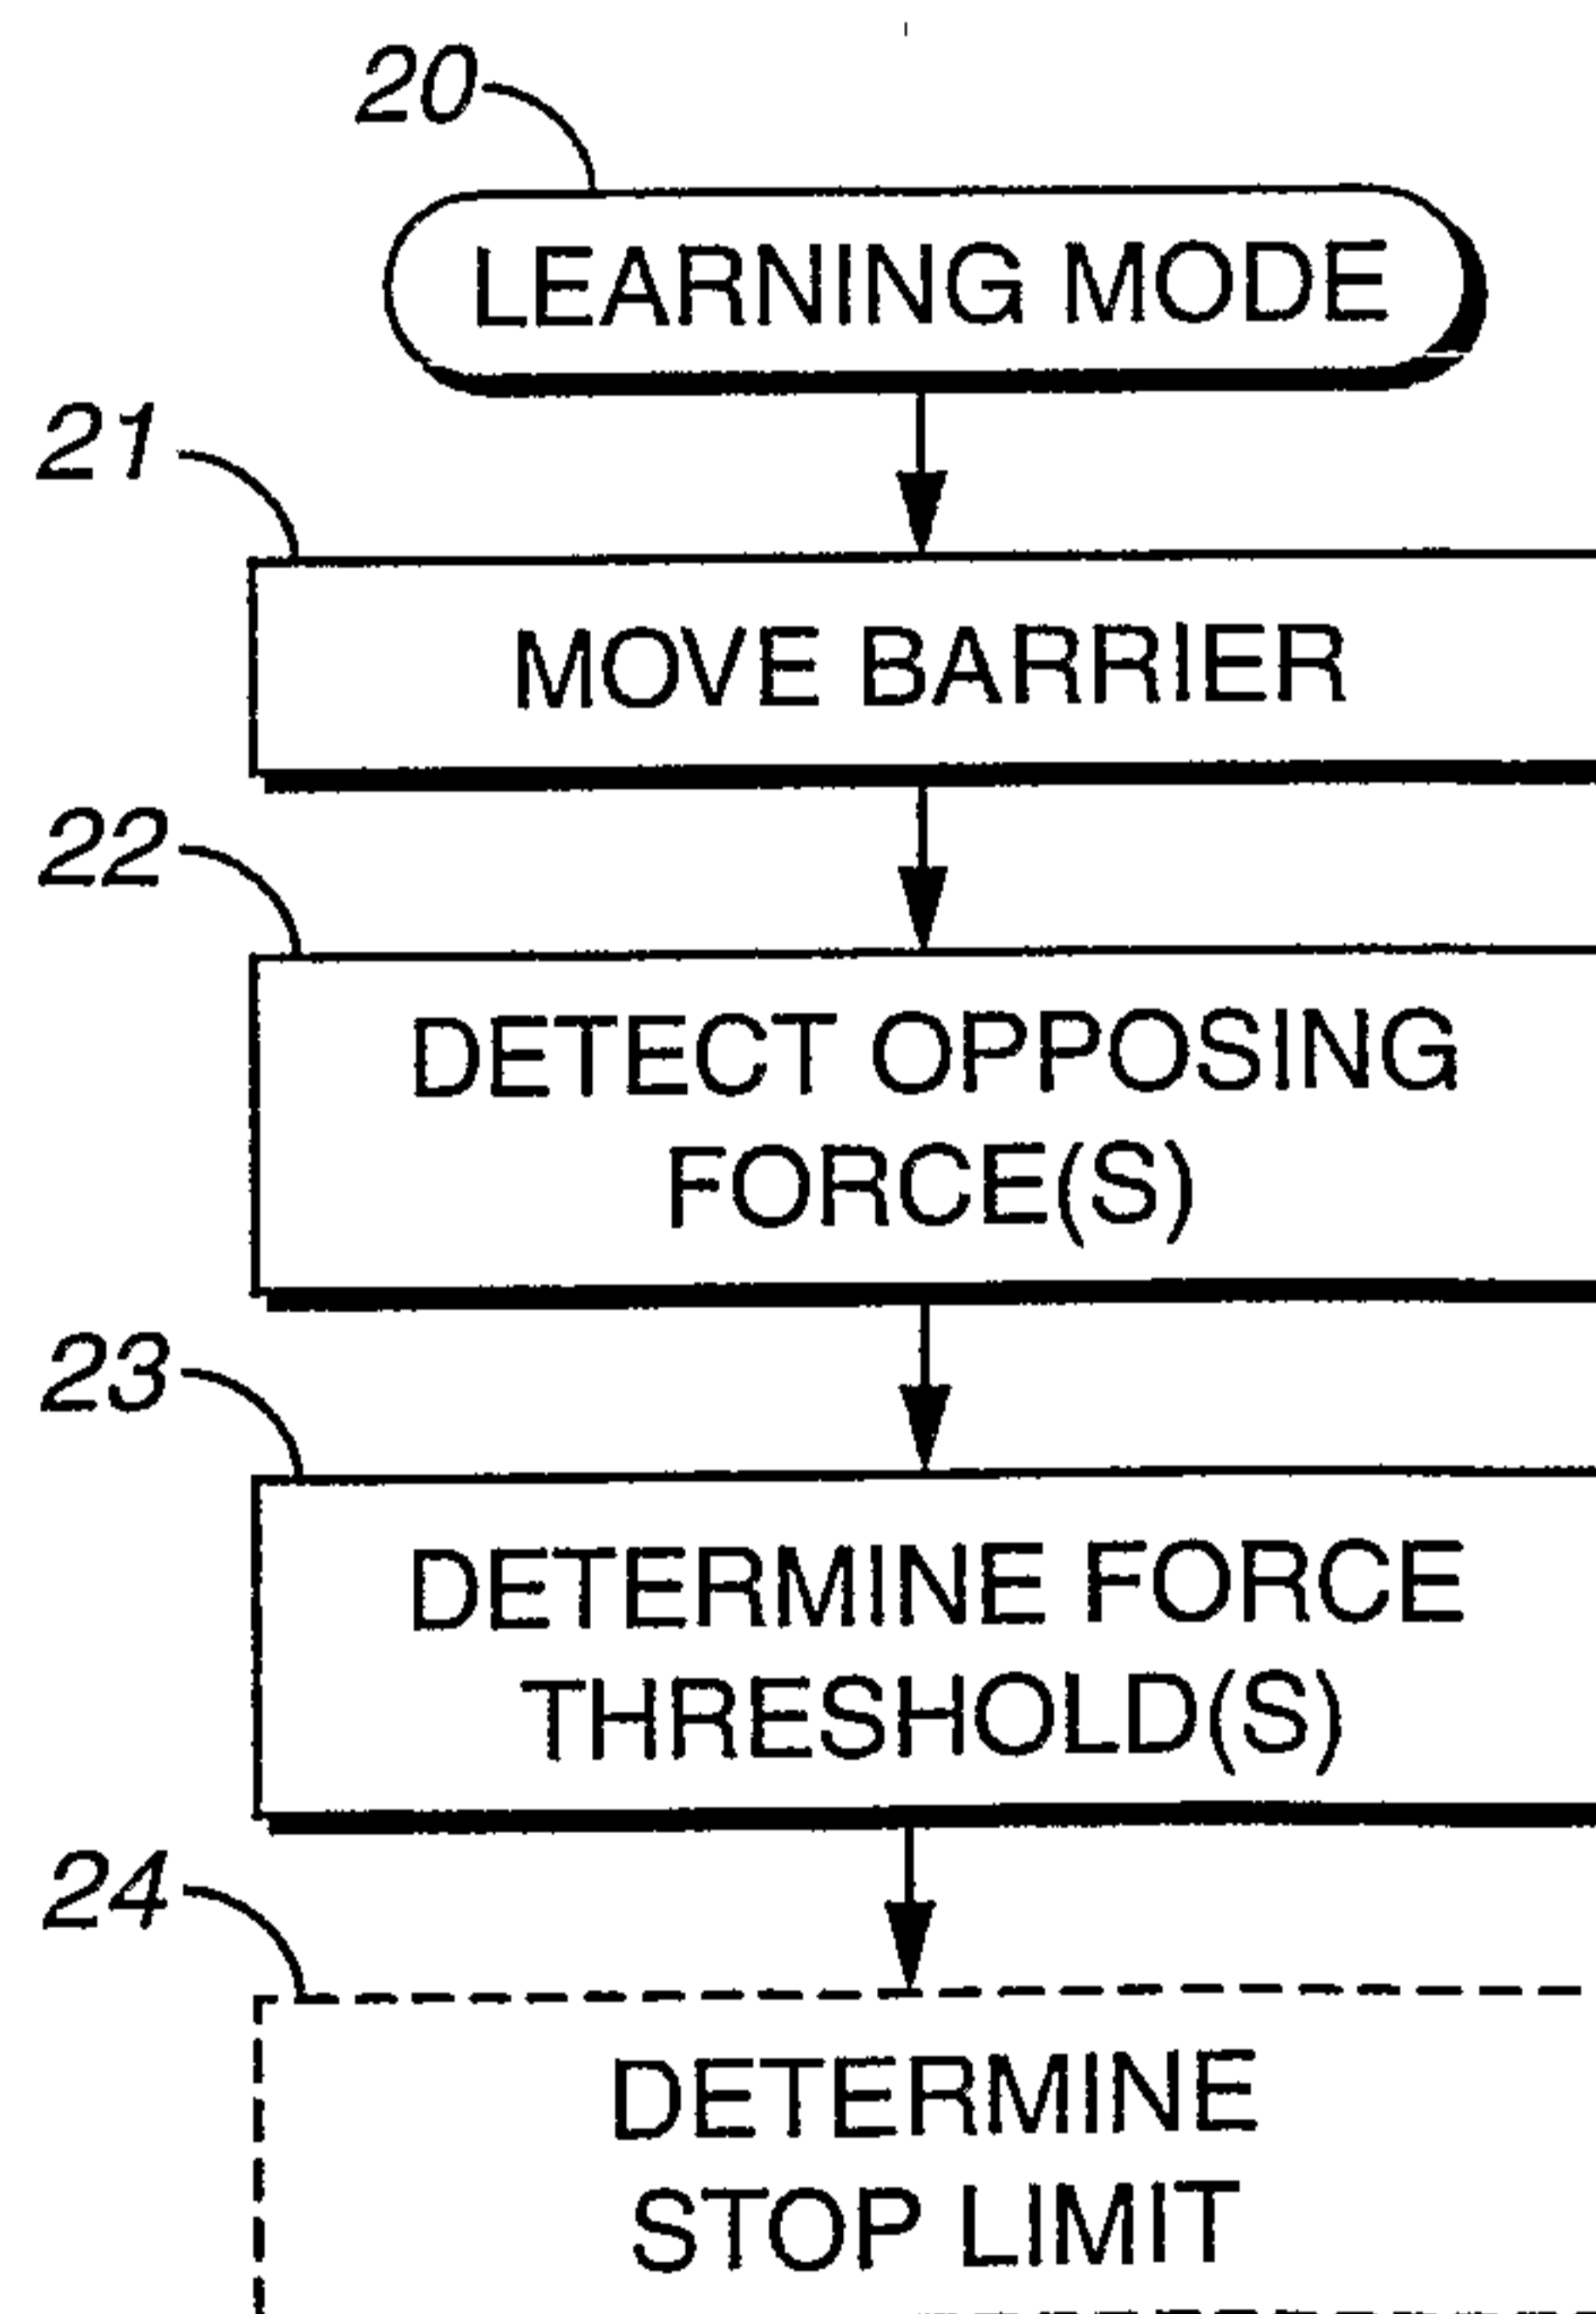 20
LEARNING MODE
21
MOVE BARRIER
22
DETECT OPPOSING
FORCE(S)
23
DETERMINE FORCE
THRESHOLD(S)
24
DETERMINE
STOP LIMIT